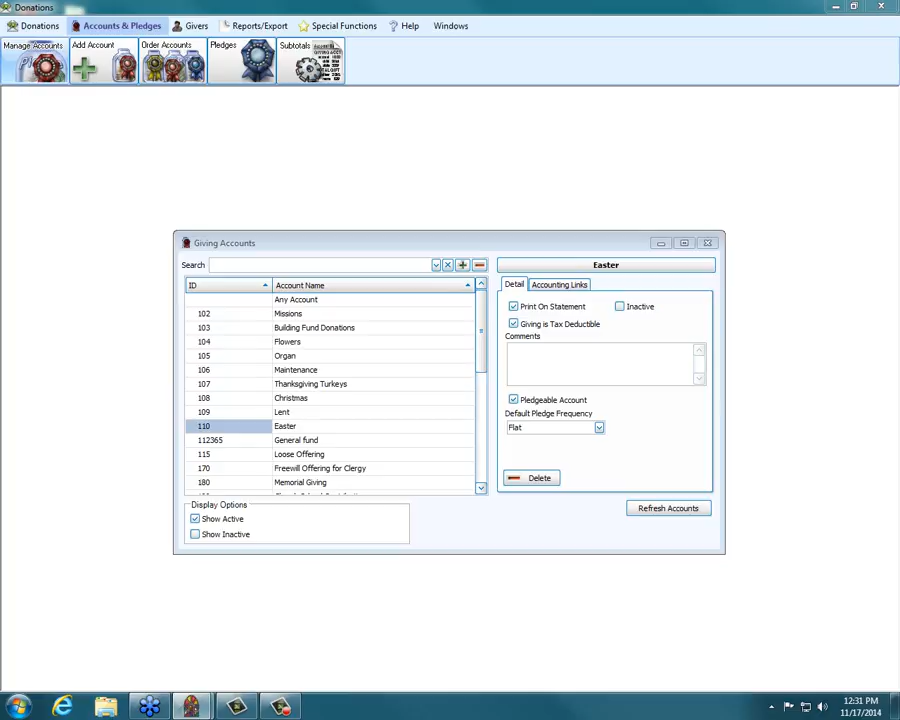 Donations
Donations Accounts & Pledges Givers Reports/Export Special Functions Help Windows
Manage Accounts Add Account Order Accounts Pledges Subtotals
Giving Accounts
Search
Easter
ID Account Name
Detail Accounting Links
Any Account
102 Missions
Print On Statement Inactive
103 Building Fund Donations
Giving is Tax Deductible
104 Flowers
Comments
105 Organ
106 Maintenance
107 Thanksgiving Turkeys
108 Christmas
Pledgeable Account
109 Lent
Default Pledge Frequency
110 Easter
Flat
112365 General fund
115 Loose Offering
170 Freewill Offering for Clergy
180 Memorial Giving
Delete
Display Options
Refresh Accounts
Show Active
Show Inactive
12:31 PM
11/17/2014